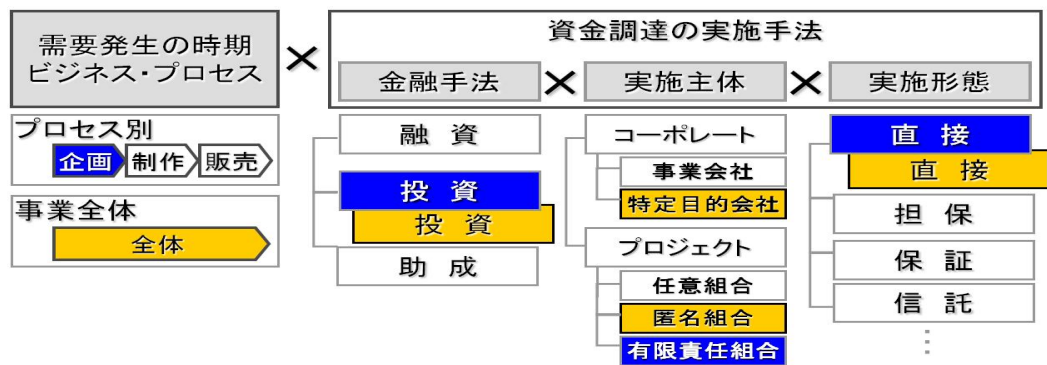 需要発生の時期
ビジネス・プロセス
×
資金調達の実施手法
金融手法
×
実施主体
×
実施形態
プロセス別
企画
制作
販売
事業全体
全体
融資
投資
投資
助成
コーポレート
事業会社
特定目的会社
プロジェクト
任意組合
匿名組合
有限責任組合
直接
直接
担保
保証
信託
⋮